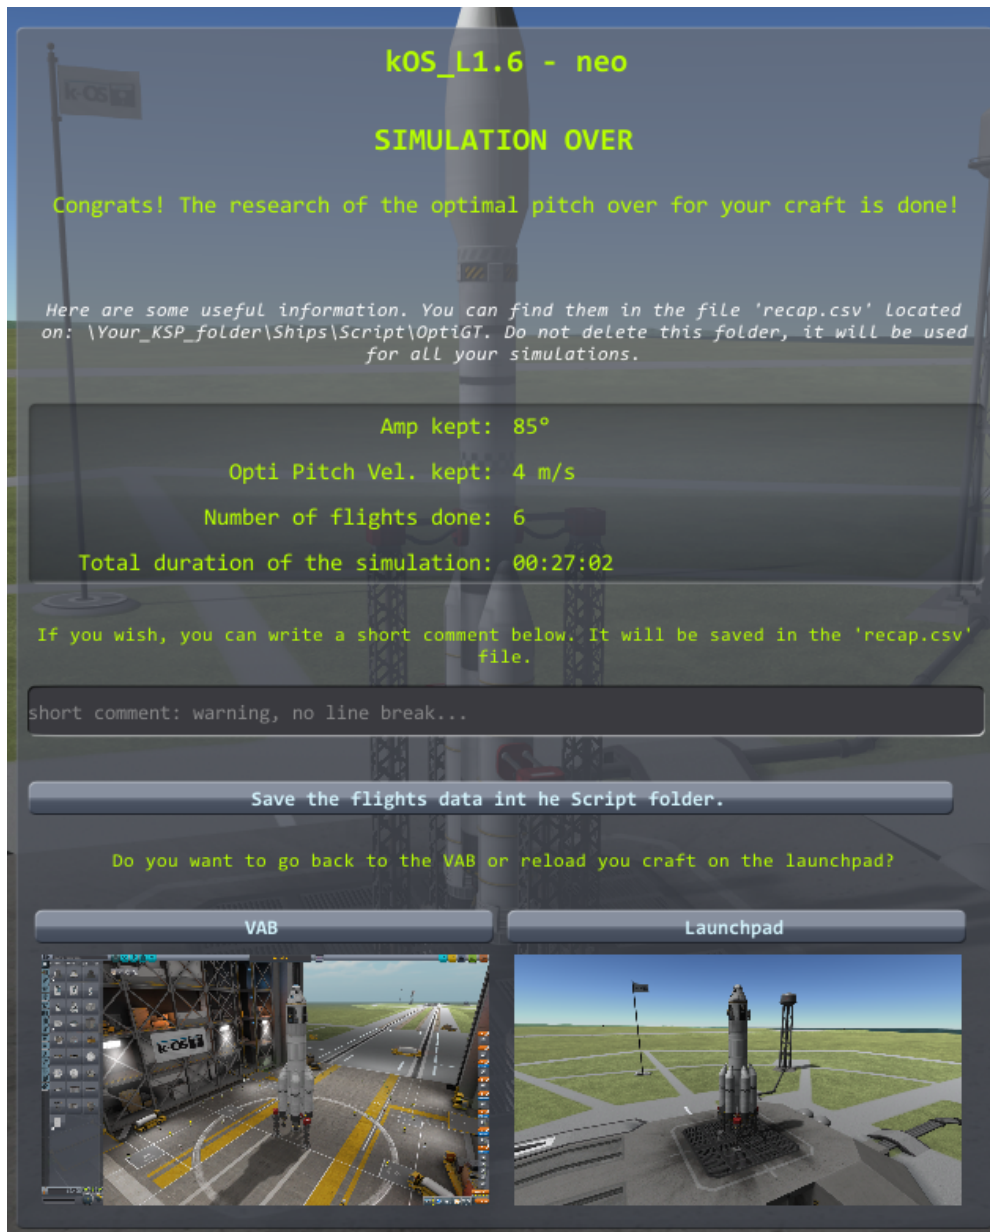 kOS_L1.6 - neo
k-OS
SIMULATION OVER
Congrats! The research of the optimal pitch over for your craft is done!
Here are some useful information. You can find them in the file 'recap.csv' located
on: \Your_KSP_folder\Ships\Script\OptiGT. Do not delete this folder, it will be used
for all your simulations.
Amp kept: 85°
Opti Pitch Vel. kept: 4 m/s
Number of flights done: 6
Total duration of the simulation: 00:27:02
If you wish, you can write a short comment below. It will be saved in the 'recap.csv'
file.
short comment: warning, no line break...
Save the flights data int he Script folder.
Do you want to go back to the VAB or reload you craft on the launchpad?
VAB
Launchpad
k-OS